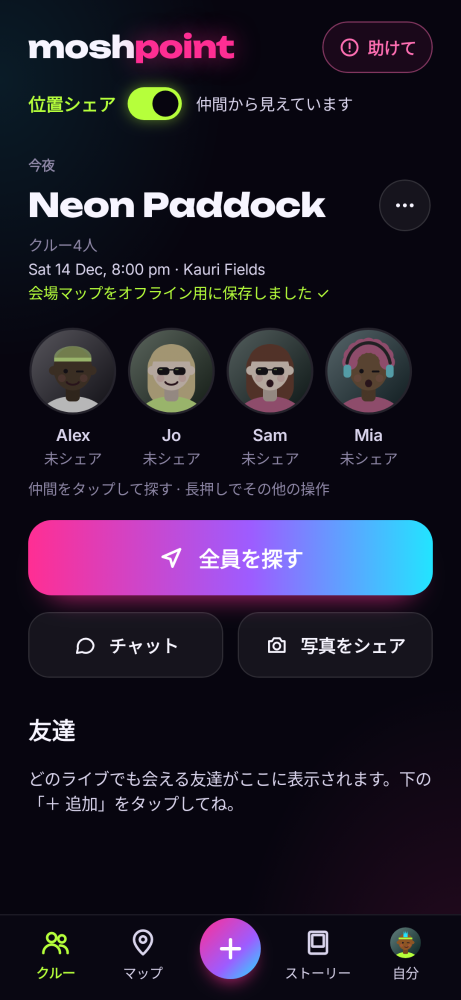 moshpoint
助けて
位置シェア
仲間から見えています
今夜
Neon Paddock
クルー4人
Sat 14 Dec, 8:00 pm · Kauri Fields
会場マップをオフライン用に保存しました ✓
Alex
Jo
Sam
Mia
未シェア
未シェア
未シェア
未シェア
仲間をタップして探す · 長押しでその他の操作
全員を探す
チャット
写真をシェア
友達
どのライブでも会える友達がここに表示されます。下の
「＋ 追加」をタップしてね。
クルー
マップ
ストーリー
自分